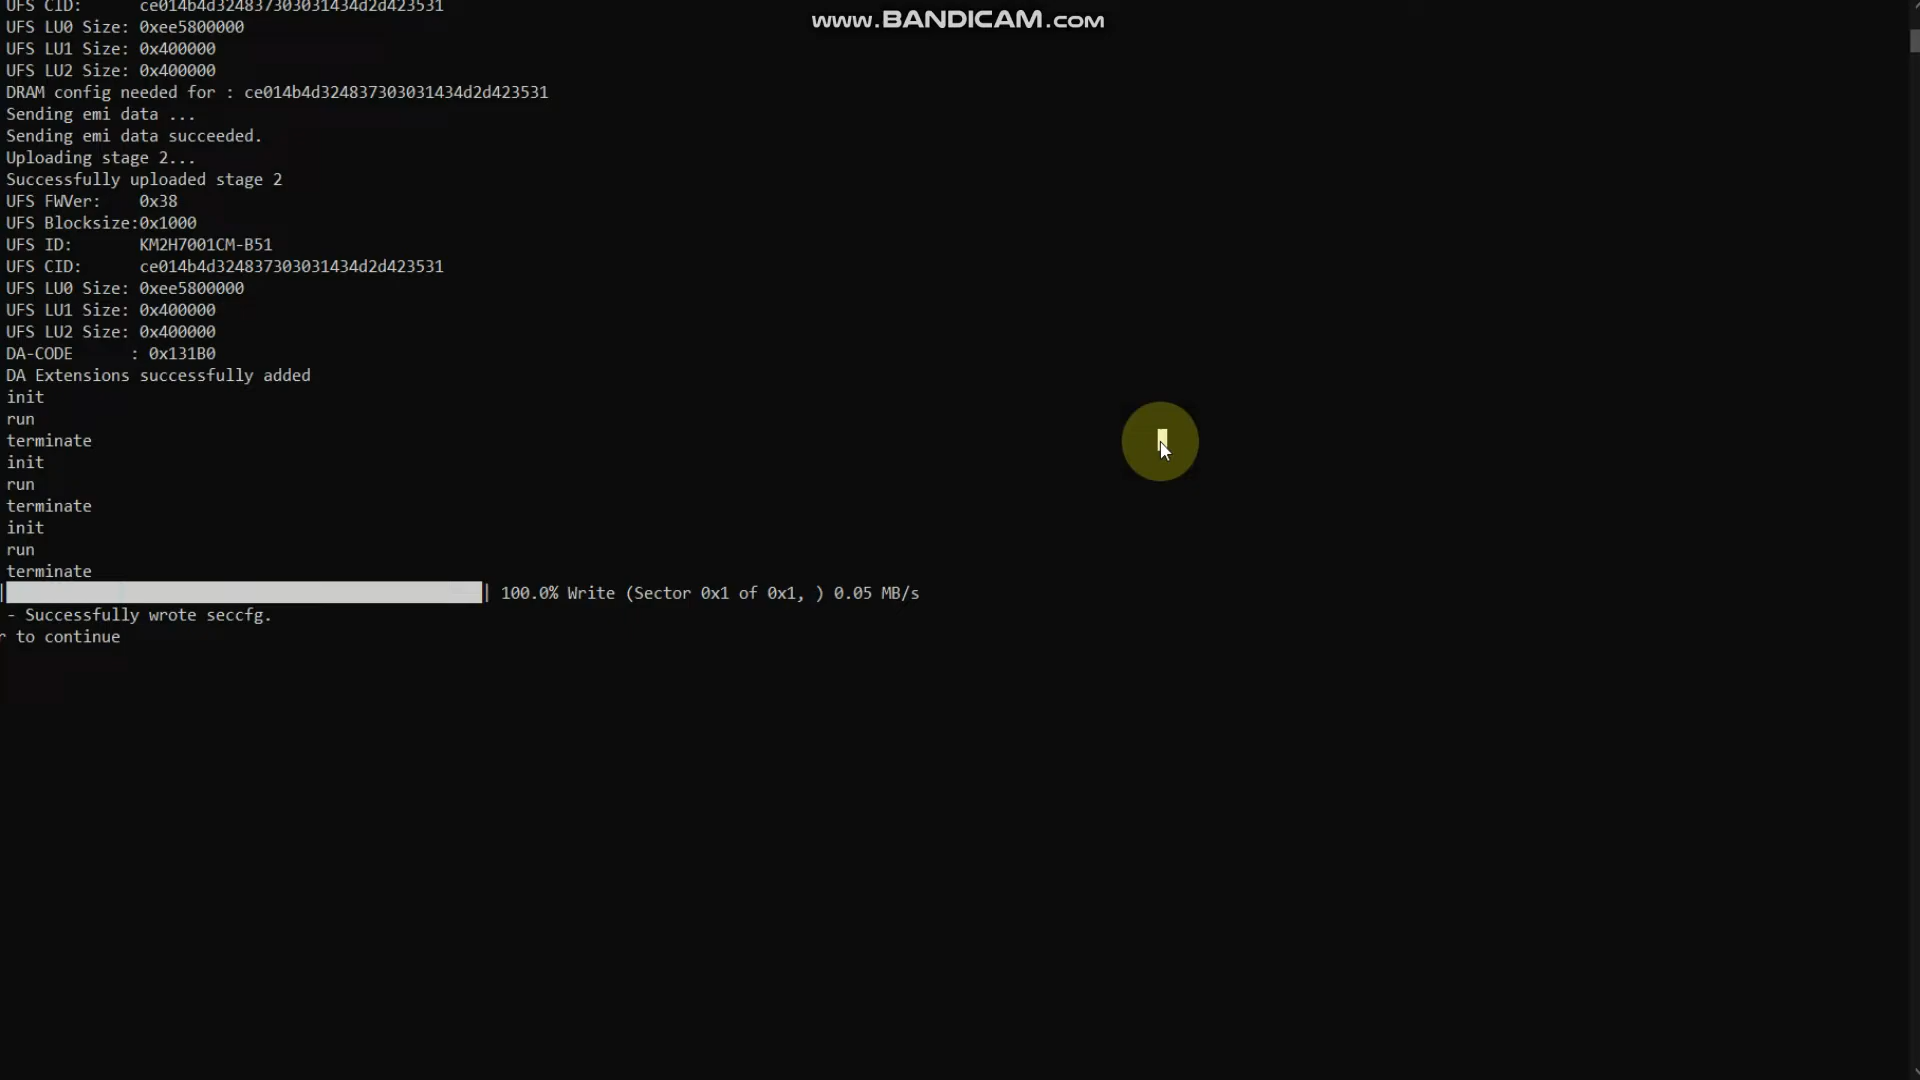 www.BANDICAM.com
UFS CID:      ce014b4d324837303031434d2d423531
UFS LU0 Size: 0xee5800000
UFS LU1 Size: 0x400000
UFS LU2 Size: 0x400000
DRAM config needed for : ce014b4d324837303031434d2d423531
Sending emi data ...
Sending emi data succeeded.
Uploading stage 2...
Successfully uploaded stage 2
UFS FWVer:    0x38
UFS Blocksize:0x1000
UFS ID:       KM2H7001CM-B51
UFS CID:      ce014b4d324837303031434d2d423531
UFS LU0 Size: 0xee5800000
UFS LU1 Size: 0x400000
UFS LU2 Size: 0x400000
DA-CODE      : 0x131B0
DA Extensions successfully added
init
run
terminate
init
run
terminate
init
run
terminate
| 100.0% Write (Sector 0x1 of 0x1, ) 0.05 MB/s
- Successfully wrote seccfg.
r to continue